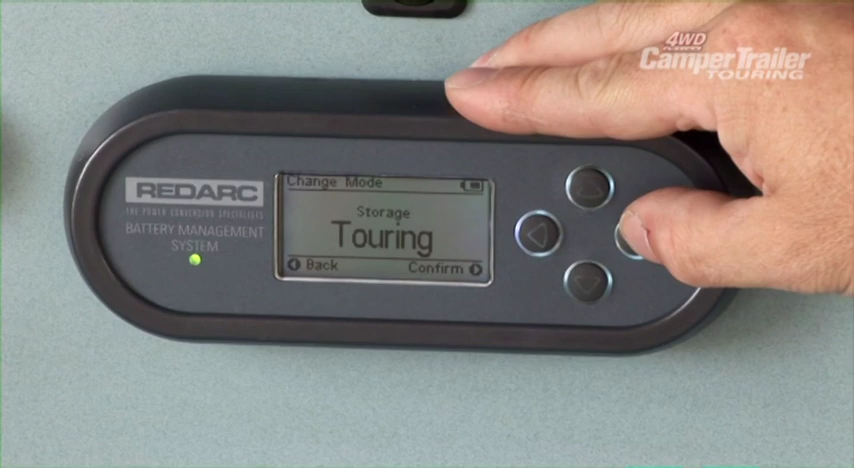 4WD
CamperTrailer
TOURING
REDARC
THE POWER CONVERSION SPECIALISTS
BATTERY MANAGEMENT
SYSTEM
Change Mode
Storage
Touring
Back
Confirm